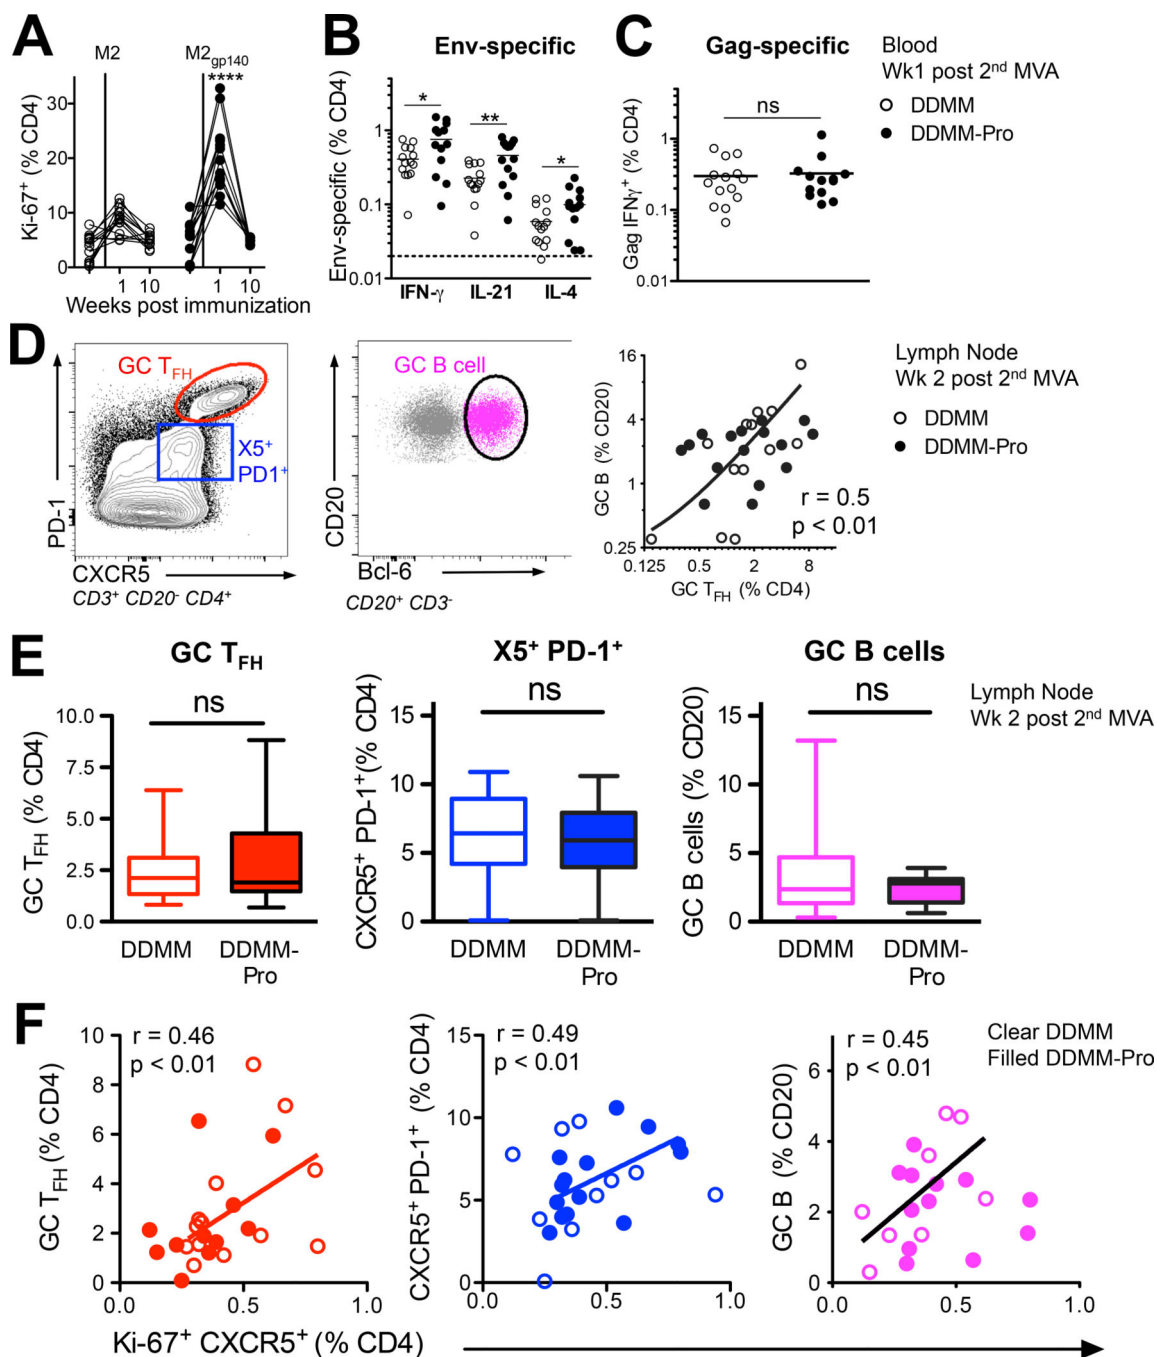 A
M2
M2gp140
****
Ki-67+ (% CD4)
30
20
10
0
1
10
1
10
Weeks post immunization
B
Env-specific
Env-specific (% CD4)
1
0.1
0.01
*
**
*
IFN-γ
IL-21
IL-4
C
Gag-specific
Gag IFNγ+ (% CD4)
1
0.1
0.01
ns
Blood
Wk1 post 2nd MVA
DDMM
DDMM-Pro
D
GC TFH
X5+
PD1+
PD-1
CXCR5
CD3+ CD20- CD4+
GC B cell
CD20
Bcl-6
CD20+ CD3-
GC B (% CD20)
16
4
1
0.25
r = 0.5
p < 0.01
0.125
0.5
2
8
GC TFH (% CD4)
Lymph Node
Wk 2 post 2nd MVA
DDMM
DDMM-Pro
E
GC TFH
ns
GC TFH (% CD4)
10.0
7.5
5.0
2.5
0.0
DDMM
DDMM-
Pro
X5+ PD-1+
ns
CXCR5+ PD-1+(% CD4)
15
10
5
0
DDMM
DDMM-
Pro
GC B cells
ns
GC B cells (% CD20)
15
10
5
0
DDMM
DDMM-
Pro
Lymph Node
Wk 2 post 2nd MVA
F
r = 0.46
p < 0.01
GC TFH (% CD4)
10
8
6
4
2
0
0.0
0.5
1.0
r = 0.49
p < 0.01
CXCR5+ PD-1+ (% CD4)
15
10
5
0
0.0
0.5
1.0
r = 0.45
p < 0.01
GC B (% CD20)
6
4
2
0
0.0
0.5
1.0
Clear DDMM
Filled DDMM-Pro
Ki-67+ CXCR5+ (% CD4)